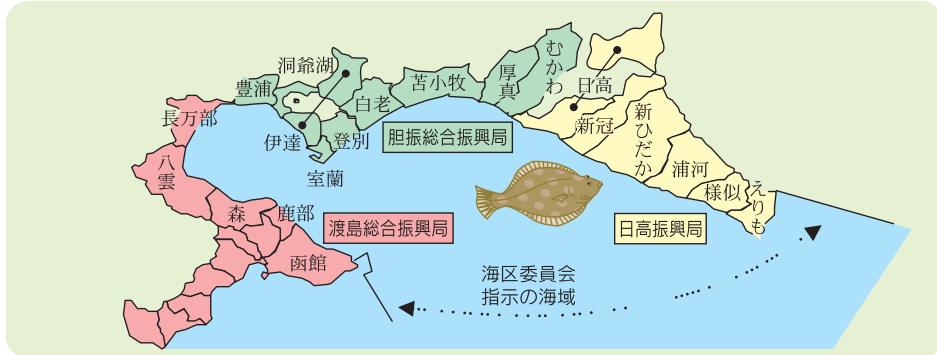 洞爺湖
豊浦
伊達
室蘭
登別
白老
苫小牧
厚真
むかわ
日高
新冠
新ひだか
浦河
様似
えりも
長万部
八雲
森
鹿部
函館
胆振総合振興局
渡島総合振興局
日高振興局
海区委員会
指示の海域